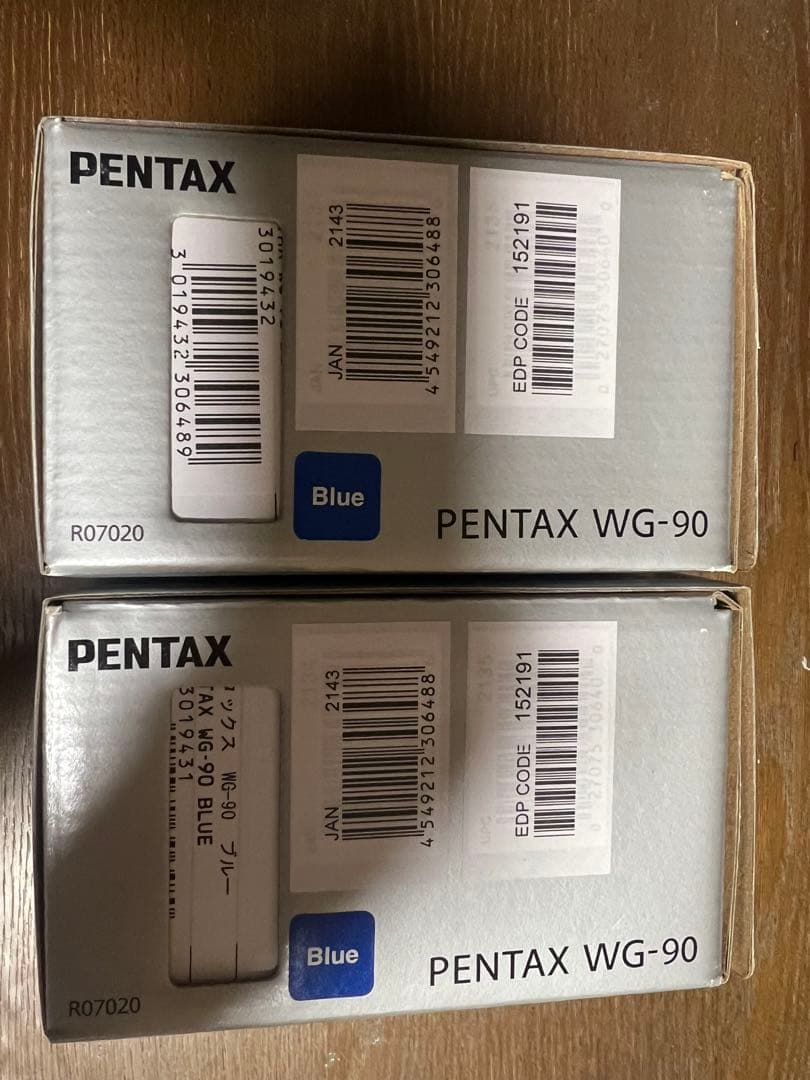 PENTAX
3019432
3 019432 306489
JAN 2143
4 549212 306488
EDP CODE 152191
Blue
R07020
PENTAX WG-90
PENTAX
ックス WG-90 ブルー
TAX WG-90 BLUE
3019431
JAN 2143
4 549212 306488
EDP CODE 152191
Blue
R07020
PENTAX WG-90